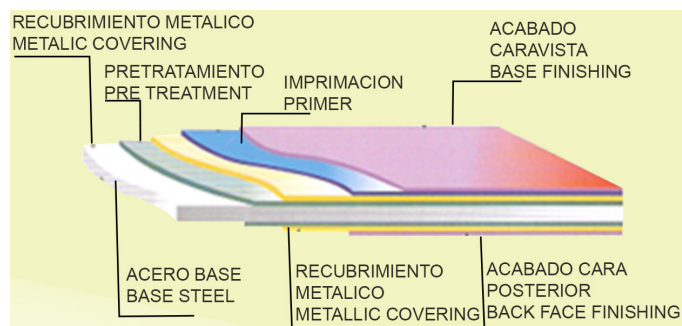 RECUBRIMIENTO METALICO
METALIC COVERING
PRETRATAMIENTO
PRE TREATMENT
IMPRIMACION
PRIMER
ACABADO
CARAVISTA
BASE FINISHING
ACERO BASE
BASE STEEL
RECUBRIMIENTO
METALICO
METALLIC COVERING
ACABADO CARA
POSTERIOR
BACK FACE FINISHING